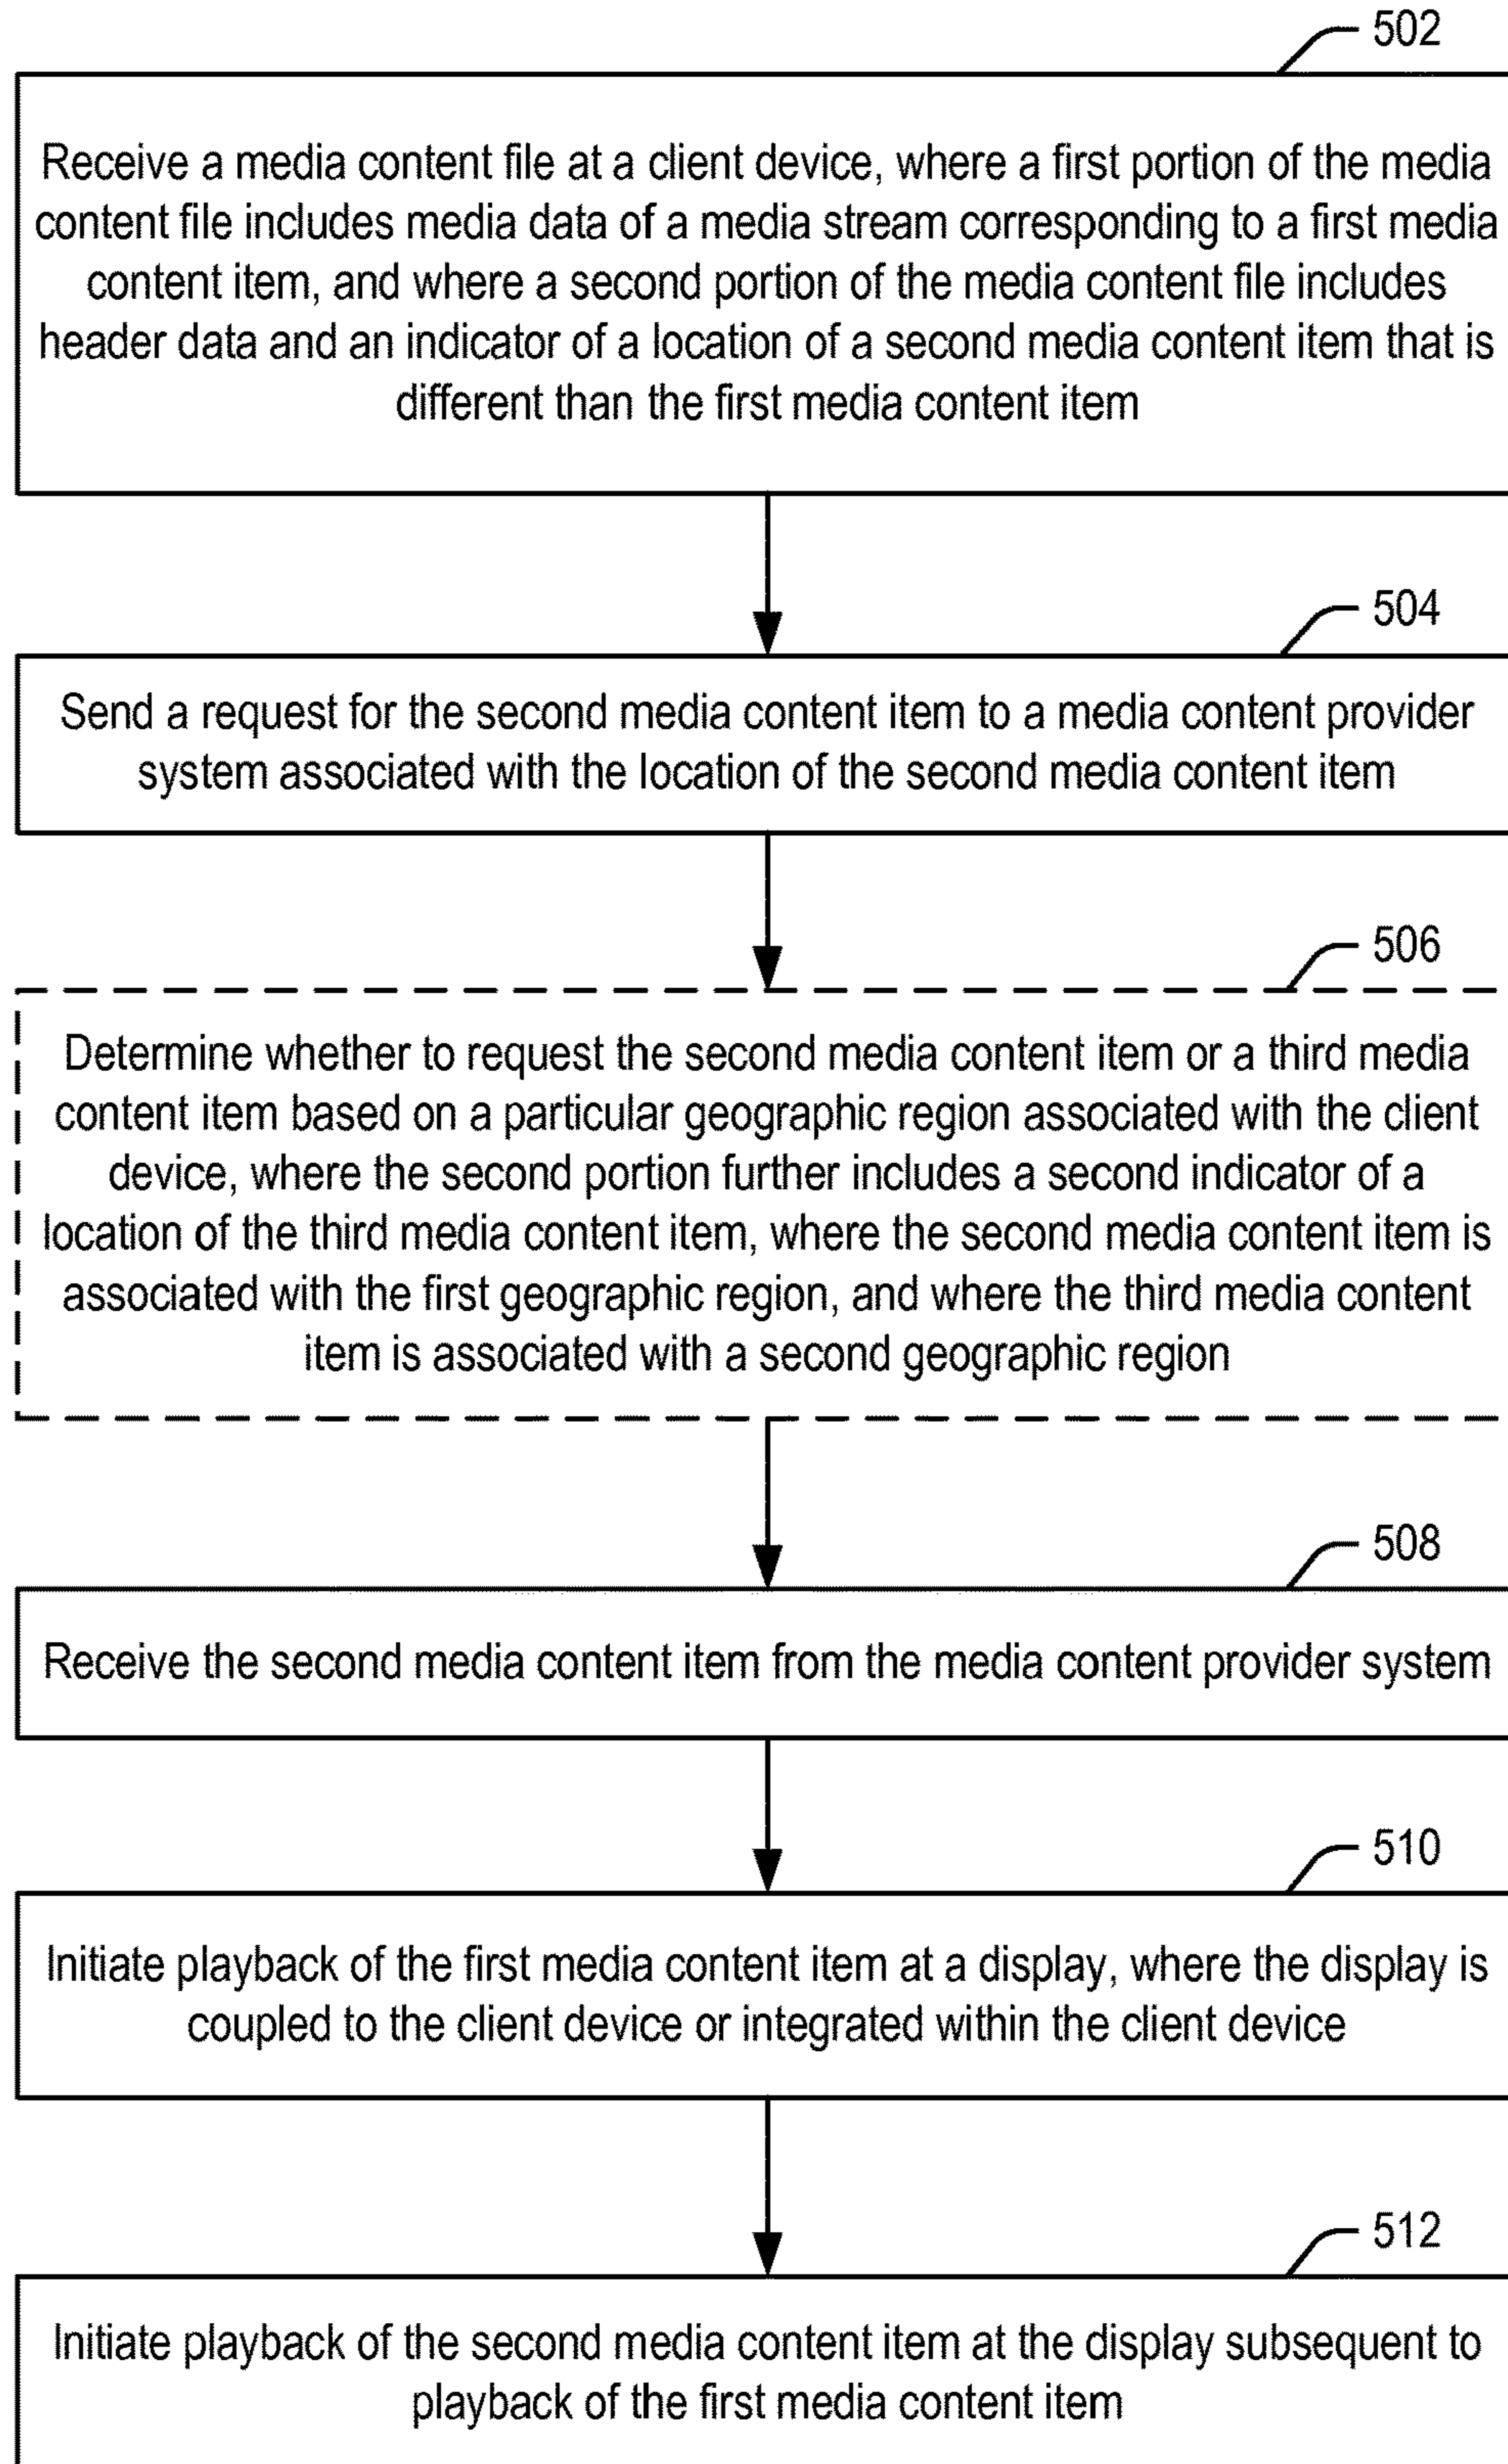 502
Receive a media content file at a client device, where a first portion of the media
content file includes media data of a media stream corresponding to a first media
content item, and where a second portion of the media content file includes
header data and an indicator of a location of a second media content item that is
different than the first media content item
504
Send a request for the second media content item to a media content provider
system associated with the location of the second media content item
506
Determine whether to request the second media content item or a third media
content item based on a particular geographic region associated with the client
device, where the second portion further includes a second indicator of a
location of the third media content item, where the second media content item is
associated with the first geographic region, and where the third media content
item is associated with a second geographic region
508
Receive the second media content item from the media content provider system
510
Initiate playback of the first media content item at a display, where the display is
coupled to the client device or integrated within the client device
512
Initiate playback of the second media content item at the display subsequent to
playback of the first media content item